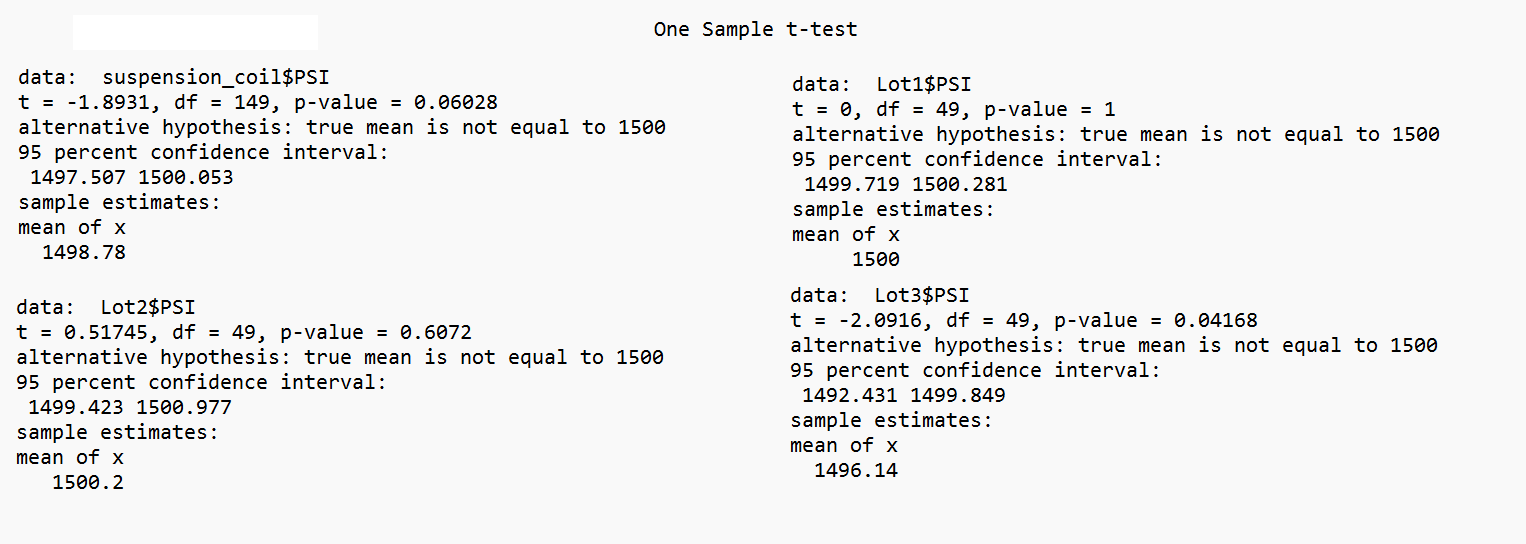 One Sample t-test
data:  suspension_coil$PSI
t = -1.8931, df = 149, p-value = 0.06028
alternative hypothesis: true mean is not equal to 1500
95 percent confidence interval:
 1497.507 1500.053
sample estimates:
mean of x
  1498.78
data:  Lot1$PSI
t = 0, df = 49, p-value = 1
alternative hypothesis: true mean is not equal to 1500
95 percent confidence interval:
 1499.719 1500.281
sample estimates:
mean of x
     1500
data:  Lot2$PSI
t = 0.51745, df = 49, p-value = 0.6072
alternative hypothesis: true mean is not equal to 1500
95 percent confidence interval:
 1499.423 1500.977
sample estimates:
mean of x
   1500.2
data:  Lot3$PSI
t = -2.0916, df = 49, p-value = 0.04168
alternative hypothesis: true mean is not equal to 1500
95 percent confidence interval:
 1492.431 1499.849
sample estimates:
mean of x
  1496.14